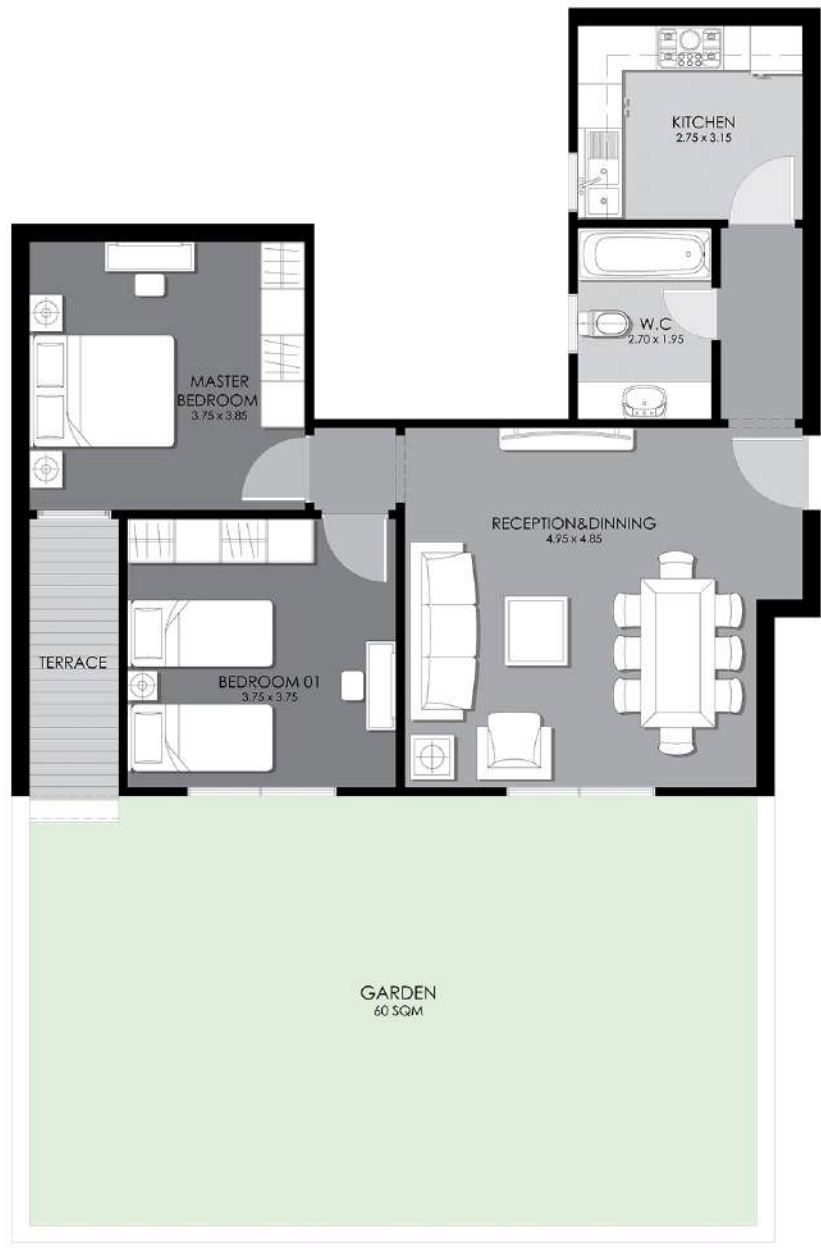 KITCHEN
2.75 x 3.15
W.C
2.70 x 1.95
MASTER
BEDROOM
3.75 x 3.85
RECEPTION&DINNING
4.95 x 4.85
TERRACE
BEDROOM 01
3.75 x 3.75
GARDEN
60 SQM